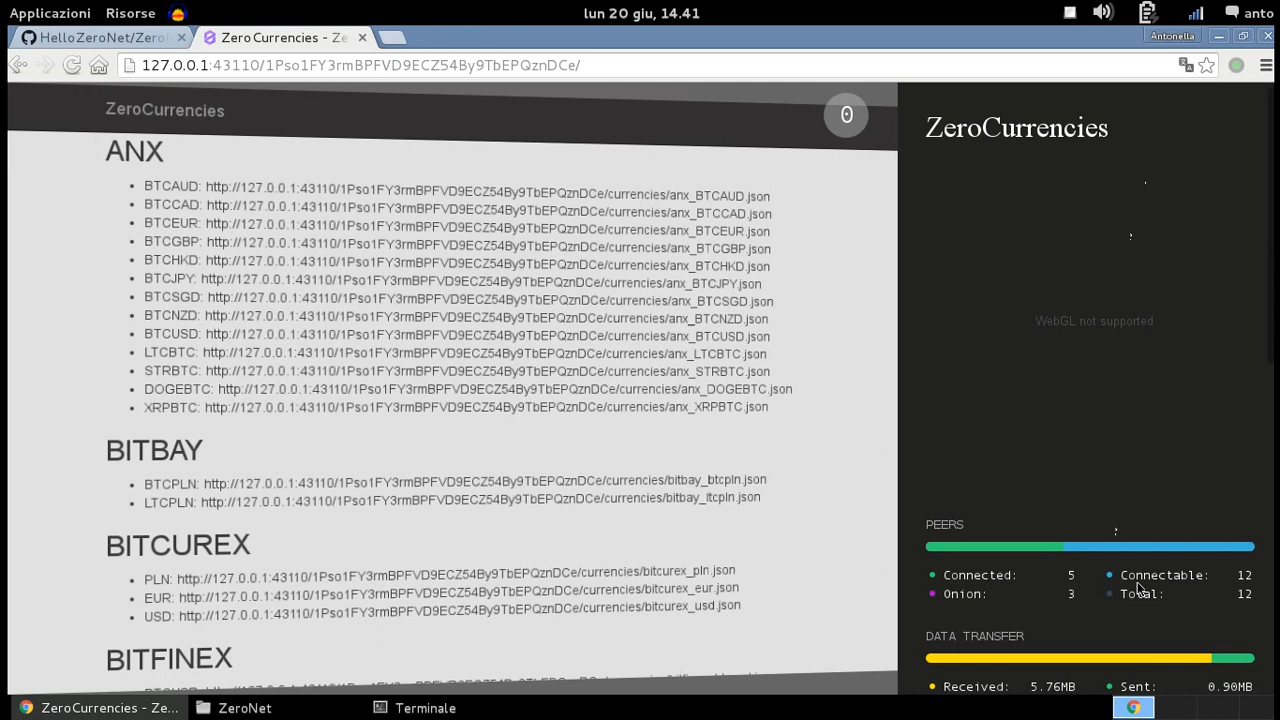 Applicazioni Risorse lun 20 giu, 14.41 anto
HelloZeroNet/Zero ZeroCurrencies - Ze Antonella
127.0.0.1:43110/1Pso1FY3rmBPFVD9ECZ54By9TbEPQznDCe/
ZeroCurrencies
0
ANX
BTCAUD: http://127.0.0.1:43110/1Pso1FY3rmBPFVD9ECZ54By9TbEPQznDCe/currencies/anx_BTCAUD.json
BTCCAD: http://127.0.0.1:43110/1Pso1FY3rmBPFVD9ECZ54By9TbEPQznDCe/currencies/anx_BTCCAD.json
BTCEUR: http://127.0.0.1:43110/1Pso1FY3rmBPFVD9ECZ54By9TbEPQznDCe/currencies/anx_BTCEUR.json
BTCGBP: http://127.0.0.1:43110/1Pso1FY3rmBPFVD9ECZ54By9TbEPQznDCe/currencies/anx_BTCGBP.json
BTCHKD: http://127.0.0.1:43110/1Pso1FY3rmBPFVD9ECZ54By9TbEPQznDCe/currencies/anx_BTCHKD.json
BTCJPY: http://127.0.0.1:43110/1Pso1FY3rmBPFVD9ECZ54By9TbEPQznDCe/currencies/anx_BTCJPY.json
BTCSGD: http://127.0.0.1:43110/1Pso1FY3rmBPFVD9ECZ54By9TbEPQznDCe/currencies/anx_BTCSGD.json
BTCNZD: http://127.0.0.1:43110/1Pso1FY3rmBPFVD9ECZ54By9TbEPQznDCe/currencies/anx_BTCNZD.json
BTCUSD: http://127.0.0.1:43110/1Pso1FY3rmBPFVD9ECZ54By9TbEPQznDCe/currencies/anx_BTCUSD.json
LTCBTC: http://127.0.0.1:43110/1Pso1FY3rmBPFVD9ECZ54By9TbEPQznDCe/currencies/anx_LTCBTC.json
STRBTC: http://127.0.0.1:43110/1Pso1FY3rmBPFVD9ECZ54By9TbEPQznDCe/currencies/anx_STRBTC.json
DOGEBTC: http://127.0.0.1:43110/1Pso1FY3rmBPFVD9ECZ54By9TbEPQznDCe/currencies/anx_DOGEBTC.json
XRPBTC: http://127.0.0.1:43110/1Pso1FY3rmBPFVD9ECZ54By9TbEPQznDCe/currencies/anx_XRPBTC.json
BITBAY
BTCPLN: http://127.0.0.1:43110/1Pso1FY3rmBPFVD9ECZ54By9TbEPQznDCe/currencies/bitbay_btcpln.json
LTCPLN: http://127.0.0.1:43110/1Pso1FY3rmBPFVD9ECZ54By9TbEPQznDCe/currencies/bitbay_ltcpln.json
BITCUREX
PLN: http://127.0.0.1:43110/1Pso1FY3rmBPFVD9ECZ54By9TbEPQznDCe/currencies/bitcurex_pln.json
EUR: http://127.0.0.1:43110/1Pso1FY3rmBPFVD9ECZ54By9TbEPQznDCe/currencies/bitcurex_eur.json
USD: http://127.0.0.1:43110/1Pso1FY3rmBPFVD9ECZ54By9TbEPQznDCe/currencies/bitcurex_usd.json
BITFINEX
ZeroCurrencies
WebGL not supported
PEERS
Connected: 5 Connectable: 12
Onion: 3 Total: 12
DATA TRANSFER
Received: 5.76MB Sent: 0.90MB
ZeroCurrencies - Ze... ZeroNet Terminale